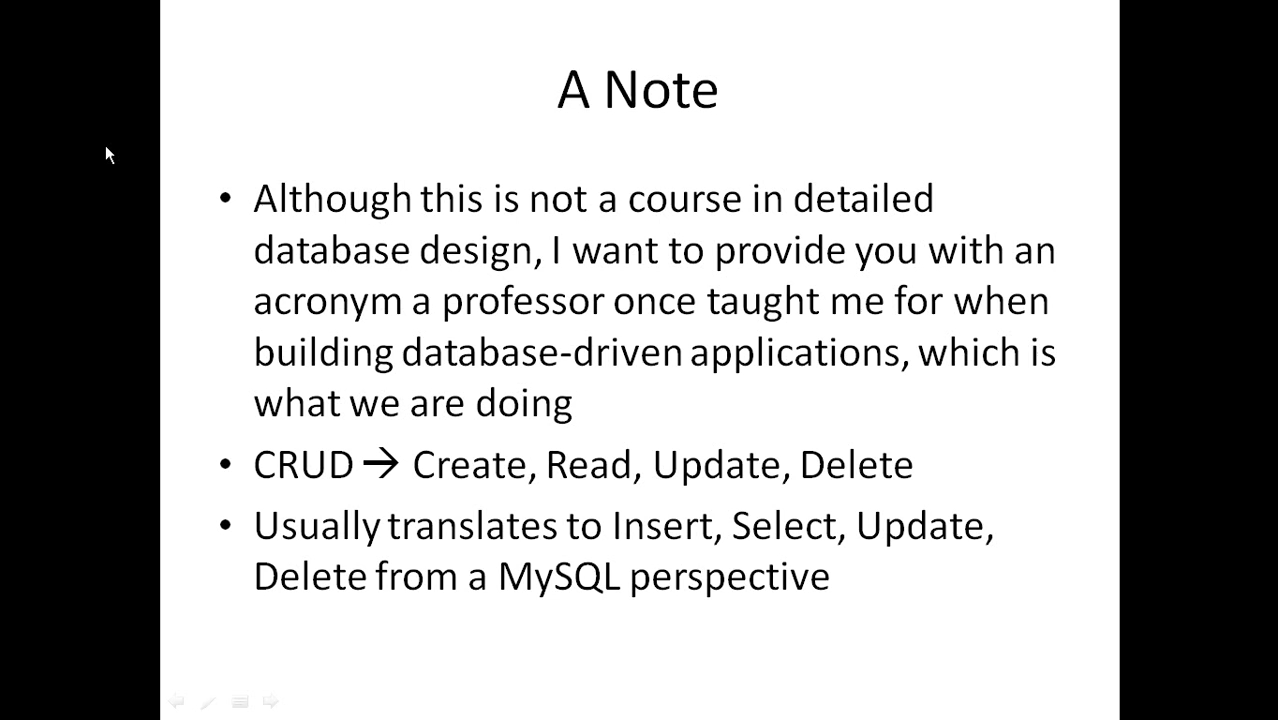 A Note
• Although this is not a course in detailed
database design, I want to provide you with an
acronym a professor once taught me for when
building database-driven applications, which is
what we are doing
• CRUD → Create, Read, Update, Delete
• Usually translates to Insert, Select, Update,
Delete from a MySQL perspective